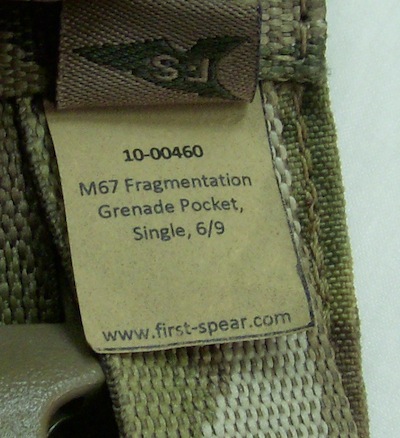 FS
10-00460
M67 Fragmentation
Grenade Pocket,
Single, 6/9
www.first-spear.com